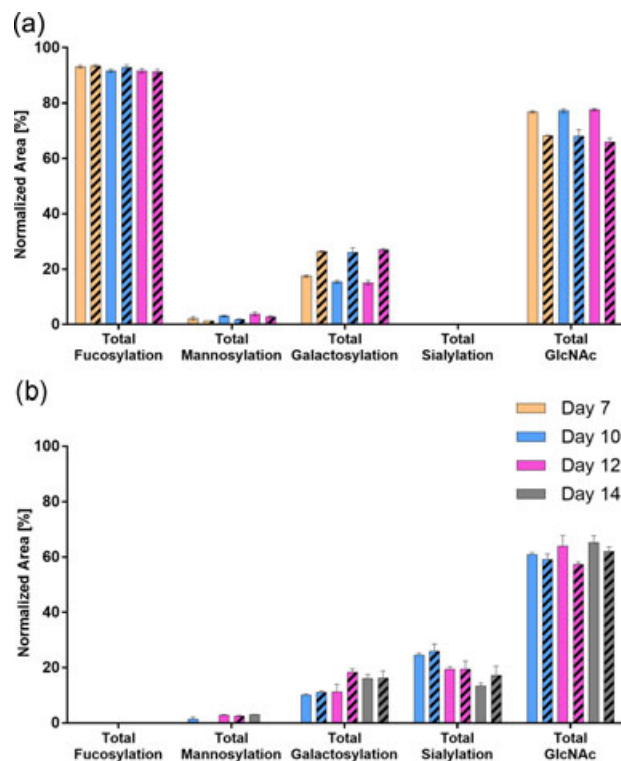 (a)
Normalized Area [%]
100
80
60
40
20
0
Total Fucosylation
Total Mannosylation
Total Galactosylation
Total Sialylation
Total GlcNAc
(b)
Day 7
Day 10
Day 12
Day 14
Normalized Area [%]
100
80
60
40
20
0
Total Fucosylation
Total Mannosylation
Total Galactosylation
Total Sialylation
Total GlcNAc